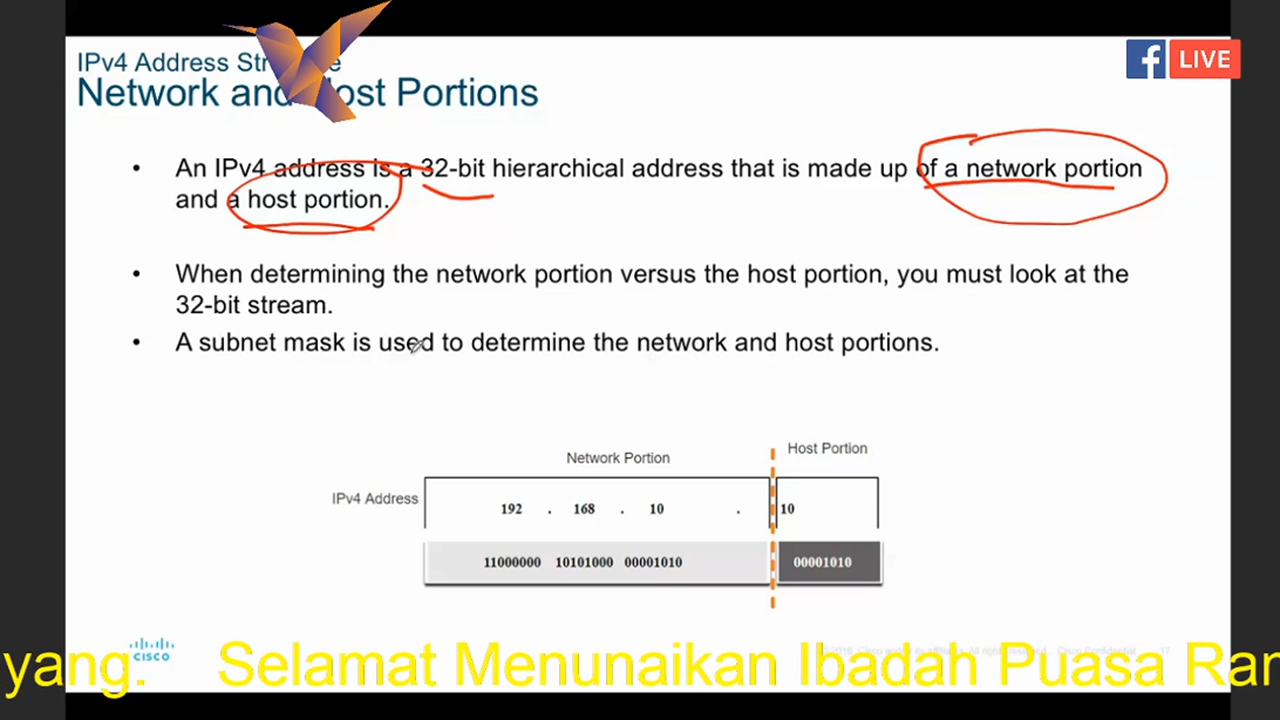 IPv4 Address
LIVE
Network and Host Portions
• An IPv4 address is a 32-bit hierarchical address that is made up of a network portion
and a host portion.
• When determining the network portion versus the host portion, you must look at the
32-bit stream.
• A subnet mask is used to determine the network and host portions.
Network Portion
Host Portion
IPv4 Address
192 . 168 . 10 . 10
11000000 10101000 00001010 00001010
yang. Selamat Menunaikan Ibadah Puasa Ram
CISCO